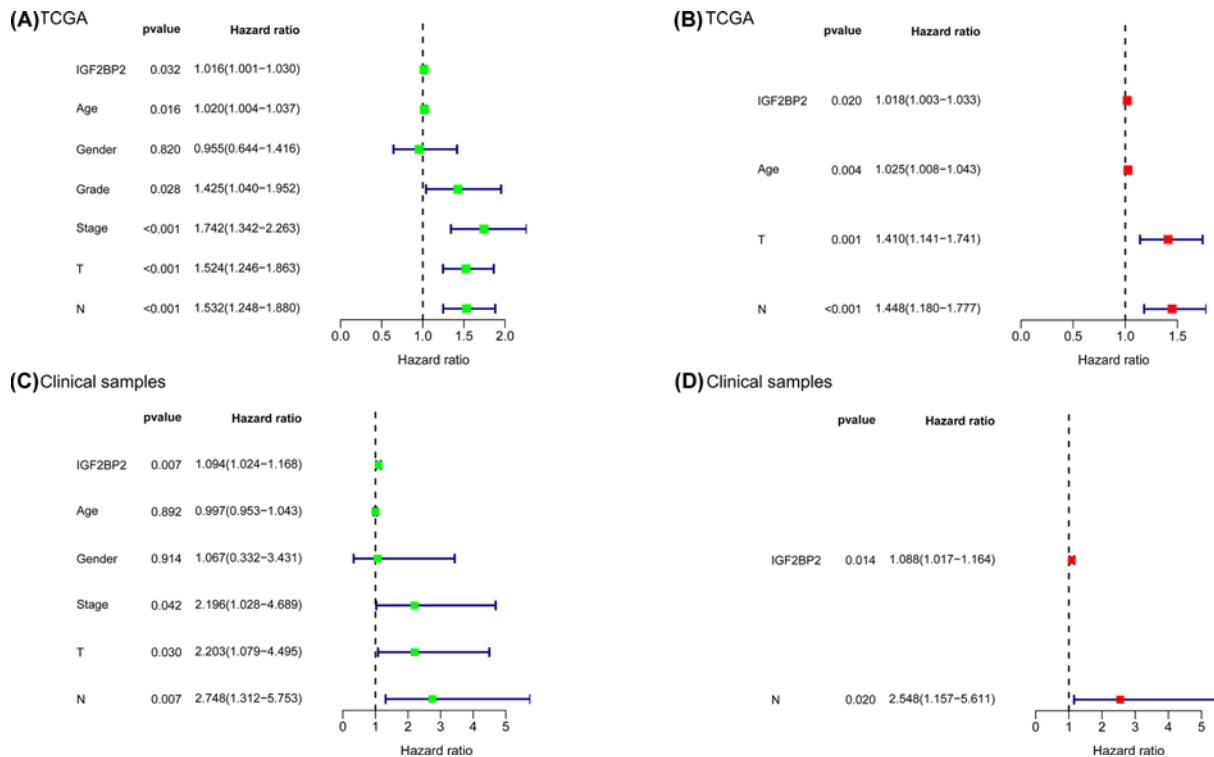 (A) TCGA
pvalue Hazard ratio
IGF2BP2 0.032 1.016(1.001−1.030)
Age 0.016 1.020(1.004−1.037)
Gender 0.820 0.955(0.644−1.416)
Grade 0.028 1.425(1.040−1.952)
Stage <0.001 1.742(1.342−2.263)
T <0.001 1.524(1.246−1.863)
N <0.001 1.532(1.248−1.880)
0.0 0.5 1.0 1.5 2.0
Hazard ratio
(B) TCGA
pvalue Hazard ratio
IGF2BP2 0.020 1.018(1.003−1.033)
Age 0.004 1.025(1.008−1.043)
T 0.001 1.410(1.141−1.741)
N <0.001 1.448(1.180−1.777)
0.0 0.5 1.0 1.5
Hazard ratio
(C) Clinical samples
pvalue Hazard ratio
IGF2BP2 0.007 1.094(1.024−1.168)
Age 0.892 0.997(0.953−1.043)
Gender 0.914 1.067(0.332−3.431)
Stage 0.042 2.196(1.028−4.689)
T 0.030 2.203(1.079−4.495)
N 0.007 2.748(1.312−5.753)
0 1 2 3 4 5
Hazard ratio
(D) Clinical samples
pvalue Hazard ratio
IGF2BP2 0.014 1.088(1.017−1.164)
N 0.020 2.548(1.157−5.611)
0 1 2 3 4 5
Hazard ratio